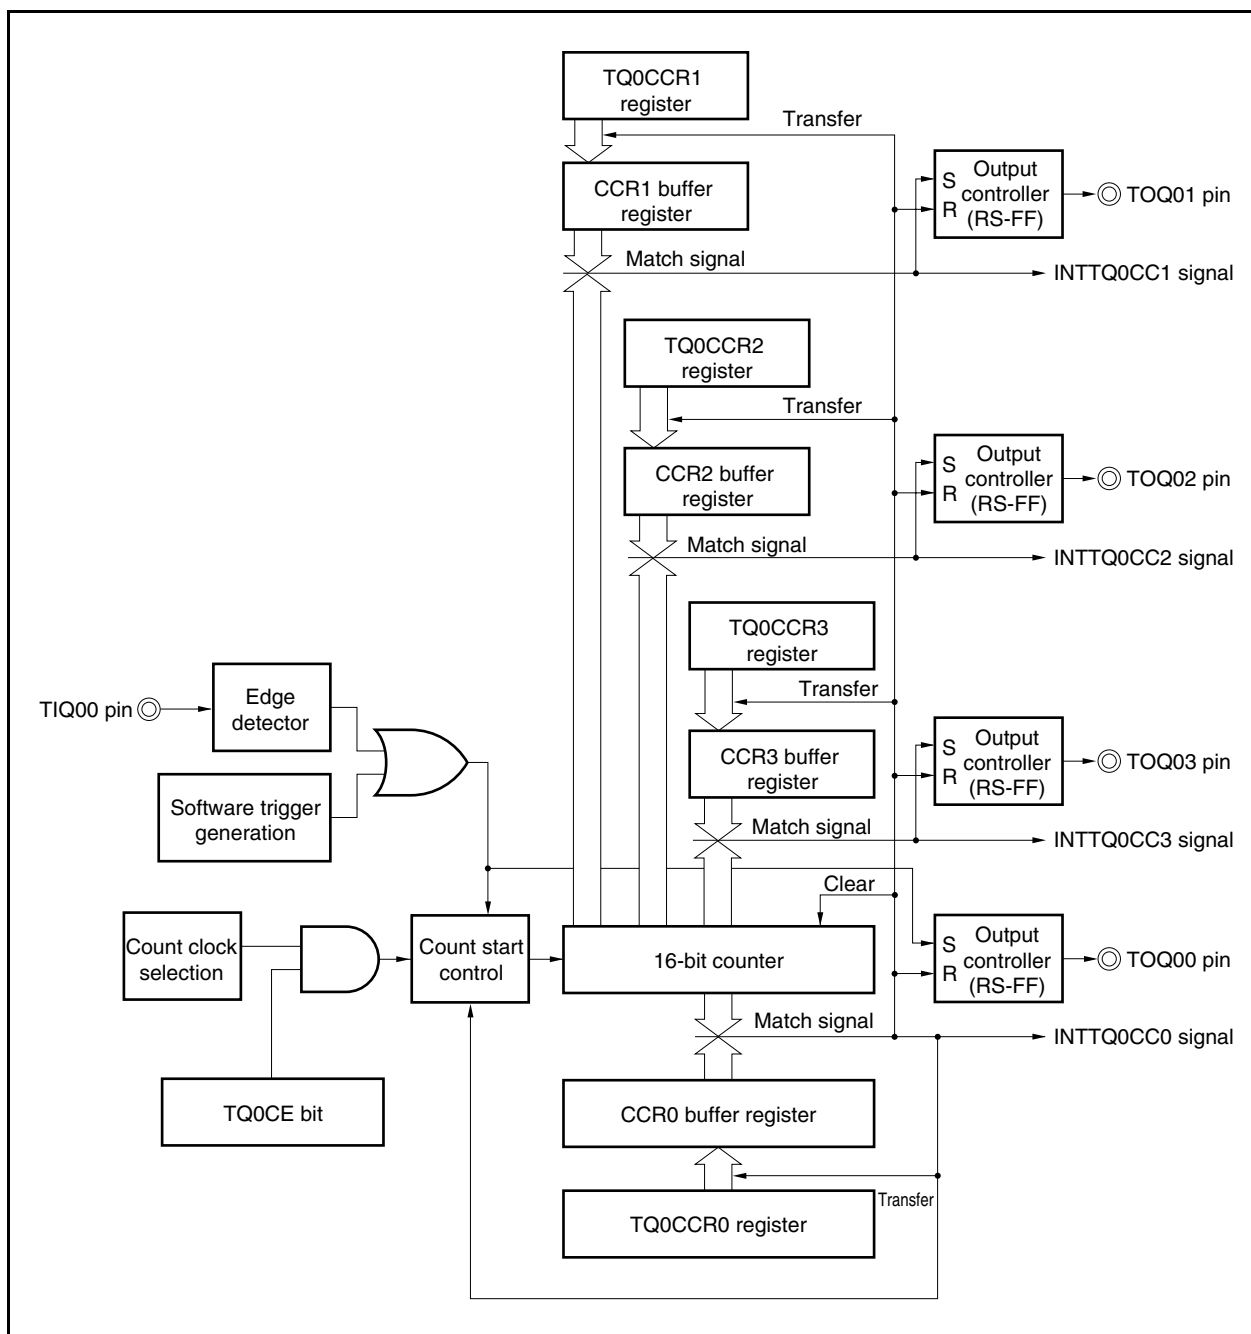 TQ0CCR1
register
Transfer
CCR1 buffer
register
S
R
Output
controller
(RS-FF)
TOQ01 pin
Match signal
INTTQ0CC1 signal
TQ0CCR2
register
Transfer
CCR2 buffer
register
S
R
Output
controller
(RS-FF)
TOQ02 pin
Match signal
INTTQ0CC2 signal
TQ0CCR3
register
Transfer
TIQ00 pin
Edge
detector
CCR3 buffer
register
S
R
Output
controller
(RS-FF)
TOQ03 pin
Software trigger
generation
Match signal
INTTQ0CC3 signal
Clear
Count clock
selection
Count start
control
16-bit counter
S
R
Output
controller
(RS-FF)
TOQ00 pin
Match signal
INTTQ0CC0 signal
TQ0CE bit
CCR0 buffer register
Transfer
TQ0CCR0 register